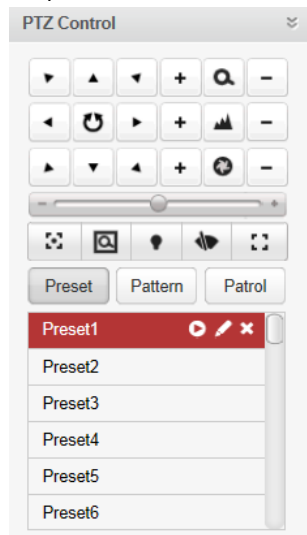 PTZ Control
Preset Pattern Patrol
Preset1
Preset2
Preset3
Preset4
Preset5
Preset6